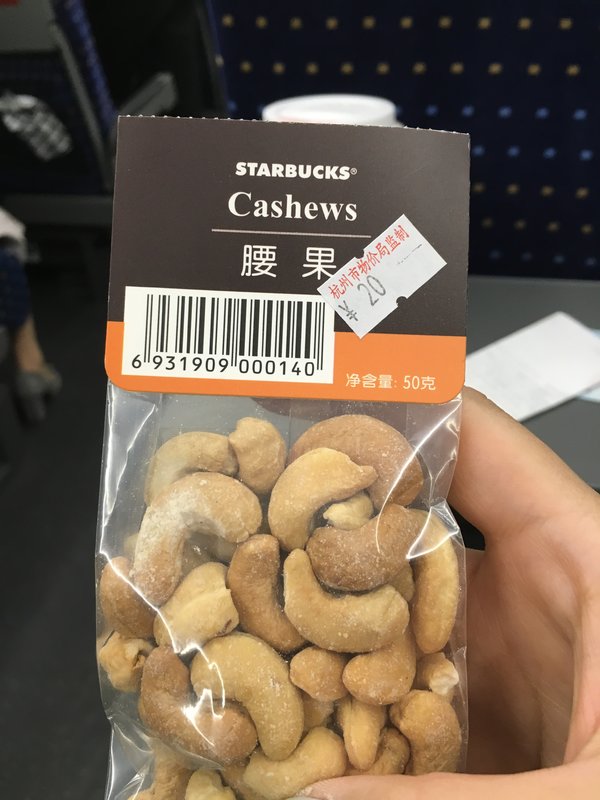 STARBUCKS®
Cashews
腰果
杭州市物价局监制
¥ 20
6 931909 000140
净含量: 50克